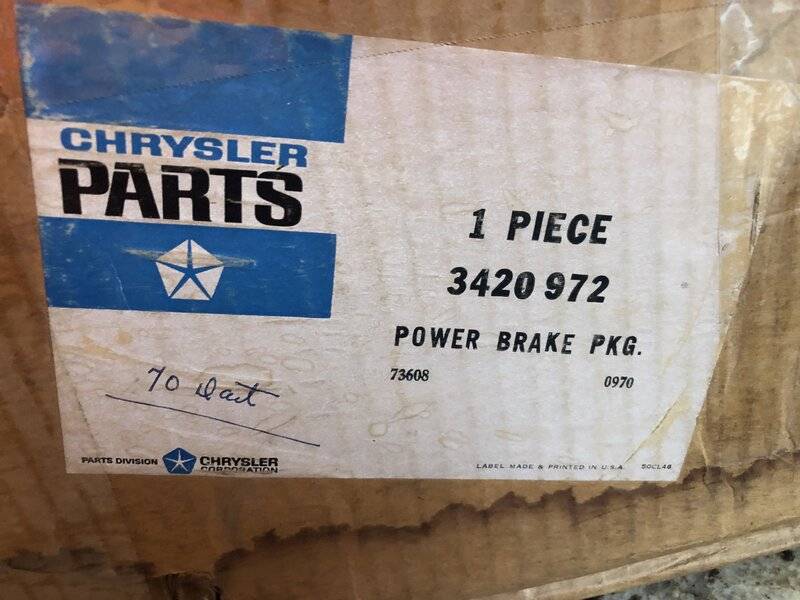 CHRYSLER
PARTS
1 PIECE
3420 972
POWER BRAKE PKG.
73608 0970
70 Dart
PARTS DIVISION CHRYSLER CORPORATION
LABEL MADE & PRINTED IN U.S.A. 50CL48